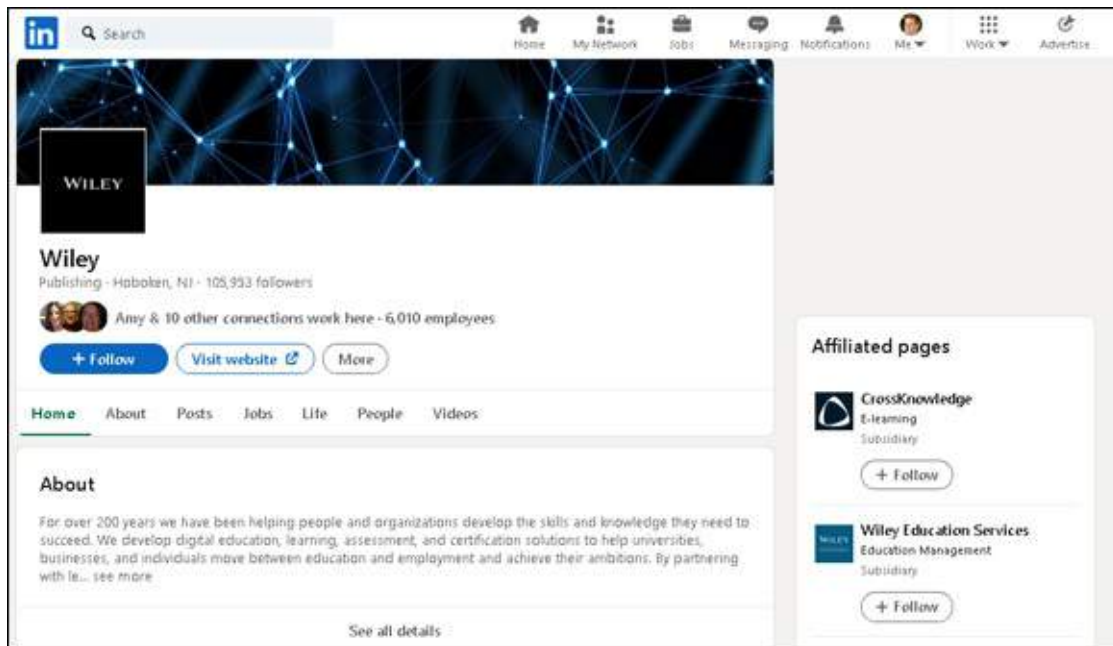 in
Search
Home
My Network
Jobs
Messaging
Notifications
Me
Work
Advertise
WILEY
Wiley
Publishing · Hoboken, NJ · 105,953 followers
Amy & 10 other connections work here · 6,010 employees
+ Follow
Visit website
More
Home
About
Posts
Jobs
Life
People
Videos
About
For over 200 years we have been helping people and organizations develop the skills and knowledge they need to
succeed. We develop digital education, learning, assessment, and certification solutions to help universities,
businesses, and individuals move between education and employment and achieve their ambitions. By partnering
with le... see more
See all details
Affiliated pages
CrossKnowledge
E-learning
Subsidiary
+ Follow
WILEY
Wiley Education Services
Education Management
Subsidiary
+ Follow